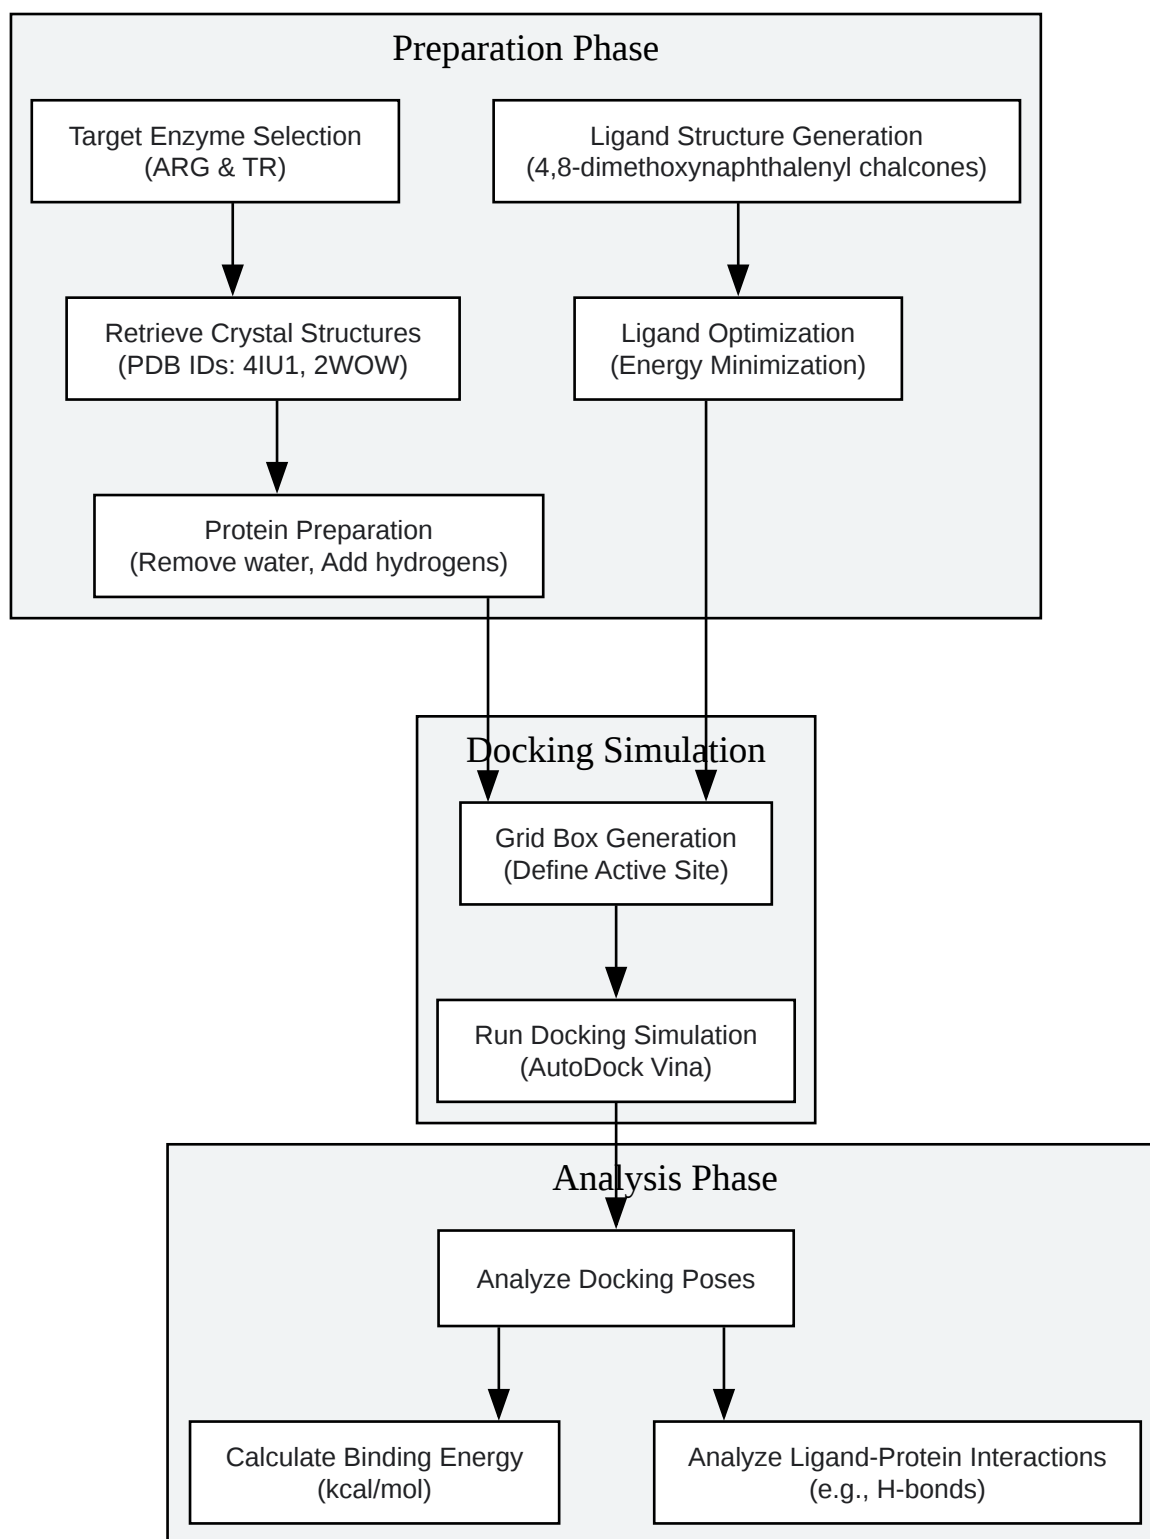 Preparation Phase
Target Enzyme Selection
(ARG & TR)
Ligand Structure Generation
(4,8-dimethoxynaphthalenyl chalcones)
Retrieve Crystal Structures
(PDB IDs: 4IU1, 2WOW)
Ligand Optimization
(Energy Minimization)
Protein Preparation
(Remove water, Add hydrogens)
Docking Simulation
Grid Box Generation
(Define Active Site)
Run Docking Simulation
(AutoDock Vina)
Analysis Phase
Analyze Docking Poses
Calculate Binding Energy
(kcal/mol)
Analyze Ligand-Protein Interactions
(e.g., H-bonds)